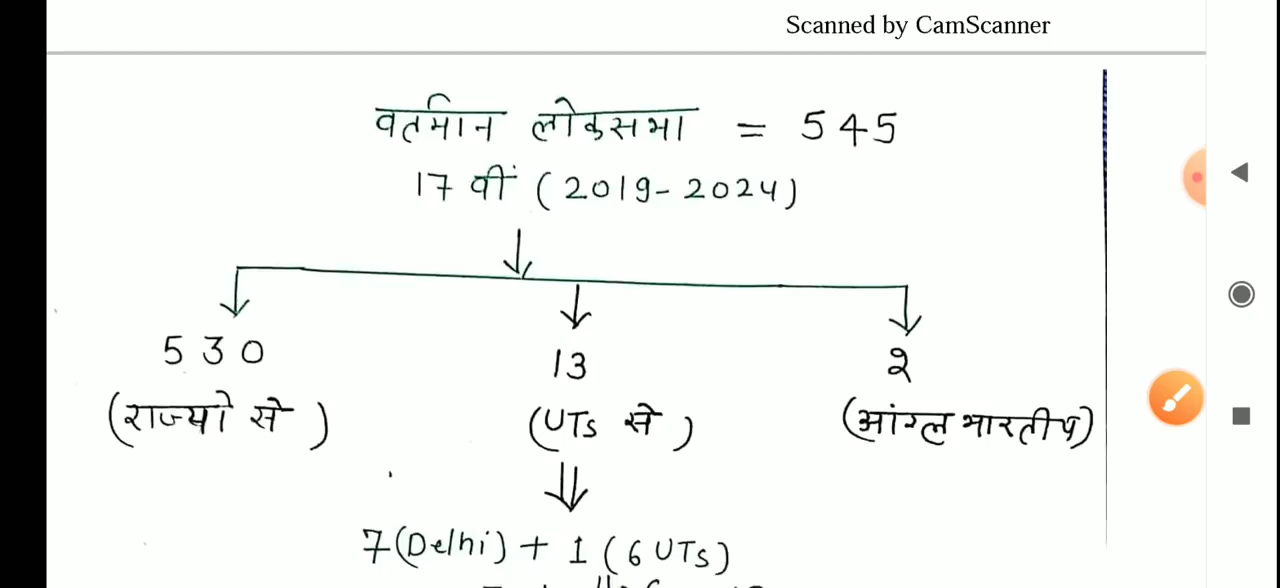 Scanned by CamScanner
वर्तमान लोकसभा = 545
17 वीं (2019-2024)
530 13 २
(राज्यो से) (UTs से) (आंग्ल भारतीय)
7(Delhi) + 1 (6 UTs)